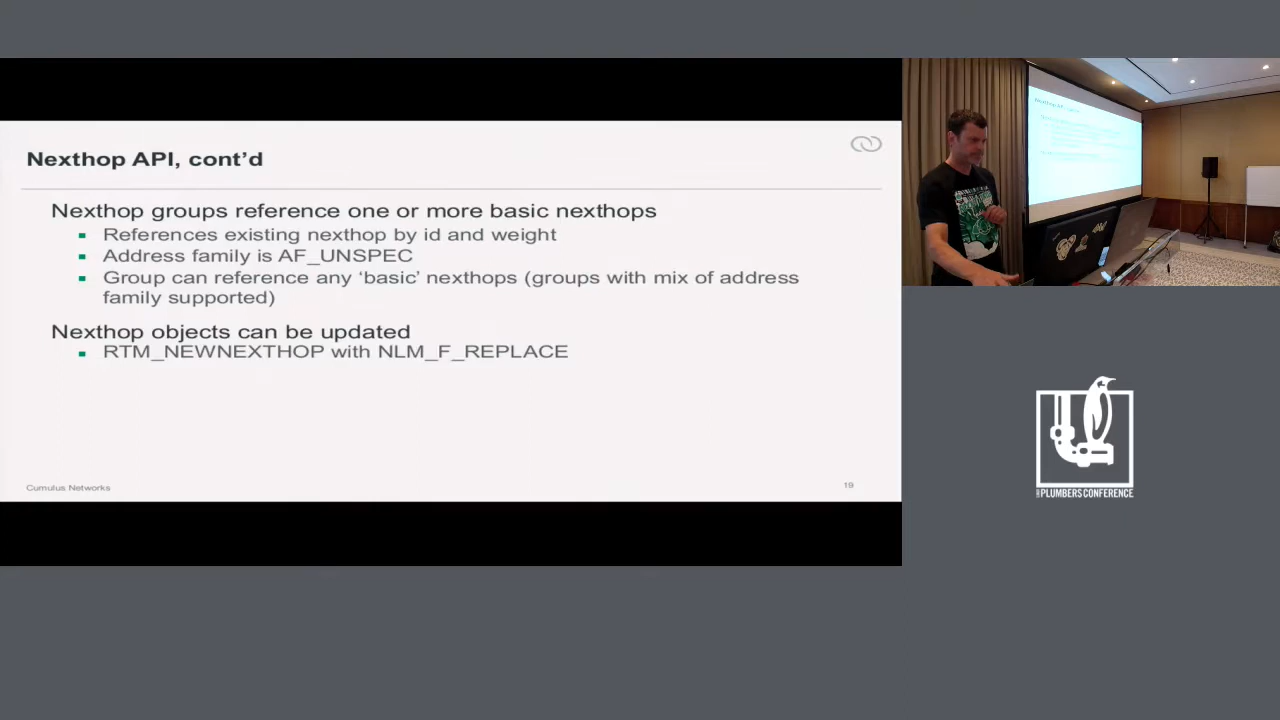 Nexthop API, cont’d
Nexthop groups reference one or more basic nexthops
References existing nexthop by id and weight
Address family is AF_UNSPEC
Group can reference any ‘basic’ nexthops (groups with mix of address
family supported)
Nexthop objects can be updated
RTM_NEWNEXTHOP with NLM_F_REPLACE
Cumulus Networks
19
PLUMBERS CONFERENCE